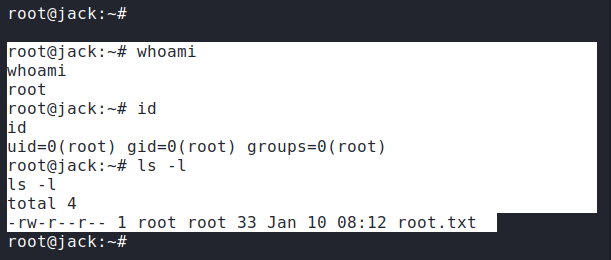 root@jack:~#
root@jack:~# whoami
whoami
root
root@jack:~# id
id
uid=0(root) gid=0(root) groups=0(root)
root@jack:~# ls -l
ls -l
total 4
-rw-r--r-- 1 root root 33 Jan 10 08:12 root.txt
root@jack:~#